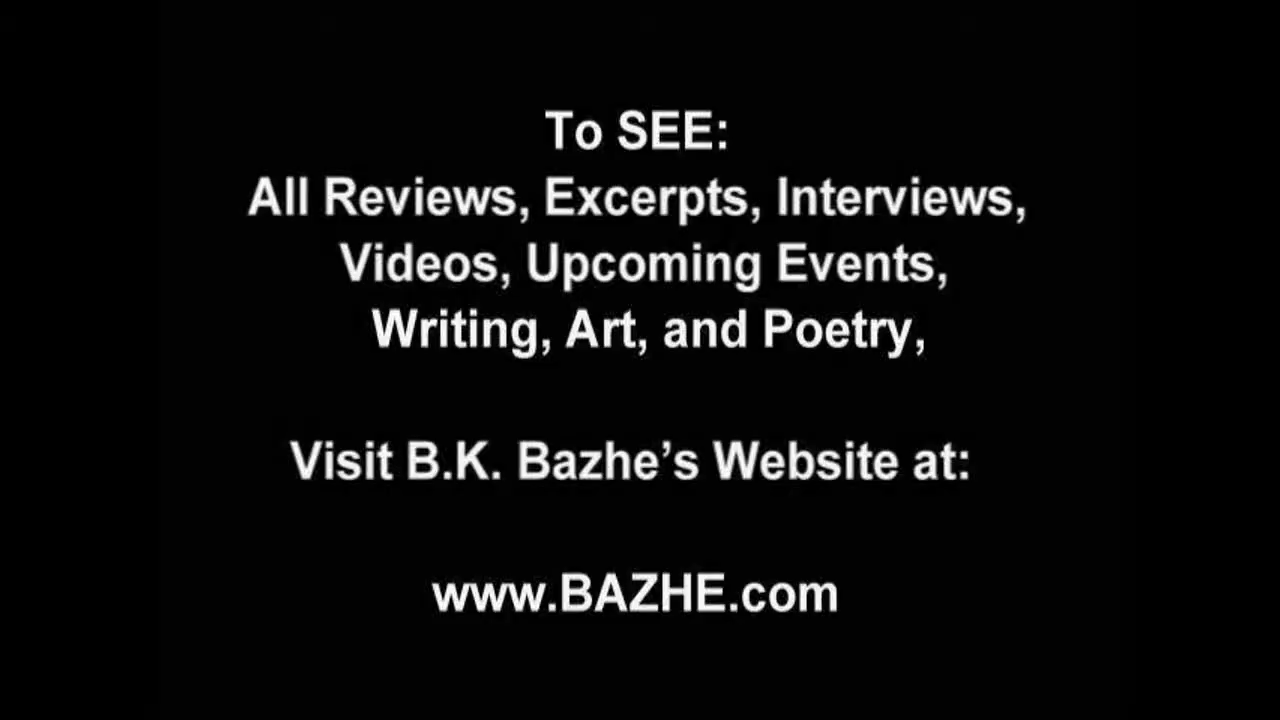 To SEE:
All Reviews, Excerpts, Interviews,
Videos, Upcoming Events,
Writing, Art, and Poetry,
Visit B.K. Bazhe’s Website at:
www.BAZHE.com